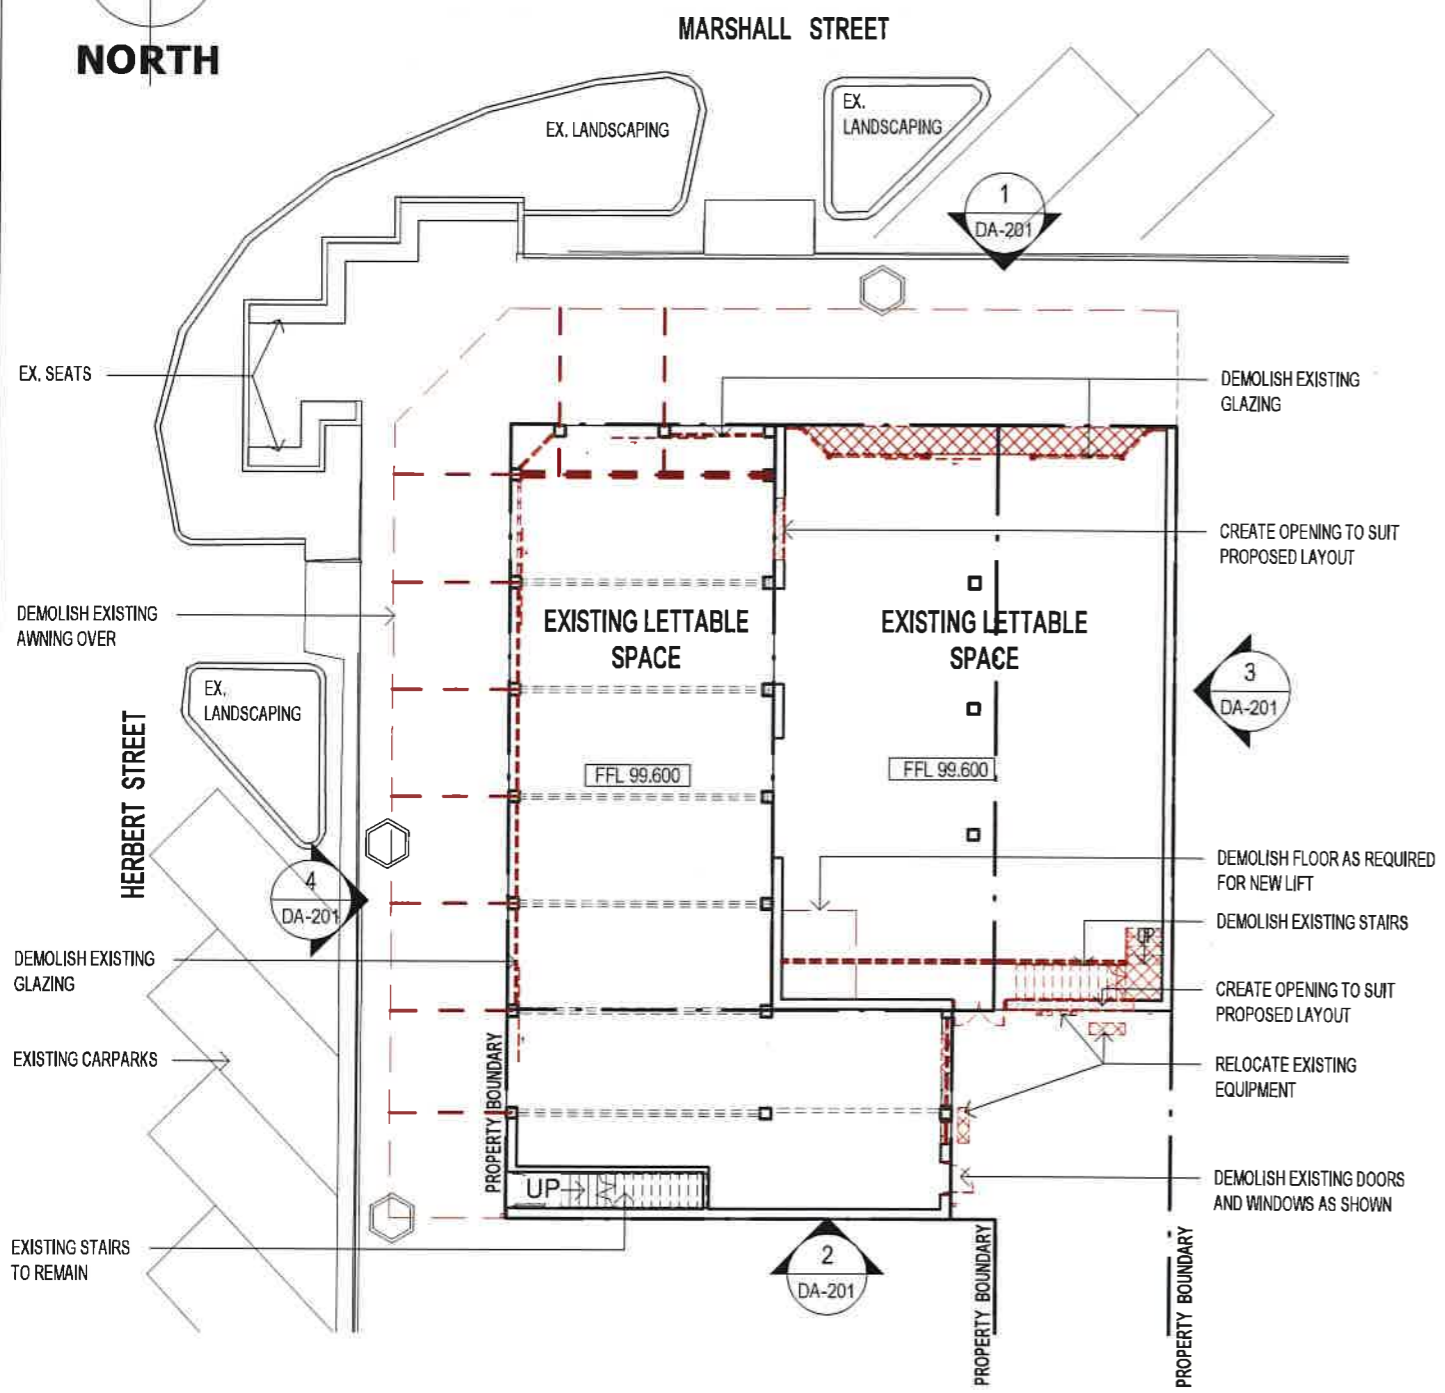 NORTH
MARSHALL STREET
EX. LANDSCAPING
EX.
LANDSCAPING
1
DA-201
EX. SEATS
DEMOLISH EXISTING
GLAZING
CREATE OPENING TO SUIT
PROPOSED LAYOUT
DEMOLISH EXISTING
AWNING OVER
EXISTING LETTABLE
SPACE
EXISTING LETTABLE
SPACE
3
DA-201
EX.
LANDSCAPING
HERBERT STREET
FFL 99.600
FFL 99.600
4
DA-201
DEMOLISH FLOOR AS REQUIRED
FOR NEW LIFT
DEMOLISH EXISTING STAIRS
UP
DEMOLISH EXISTING
GLAZING
CREATE OPENING TO SUIT
PROPOSED LAYOUT
EXISTING CARPARKS
PROPERTY BOUNDARY
RELOCATE EXISTING
EQUIPMENT
UP
DEMOLISH EXISTING DOORS
AND WINDOWS AS SHOWN
EXISTING STAIRS
TO REMAIN
2
DA-201
PROPERTY BOUNDARY
PROPERTY BOUNDARY